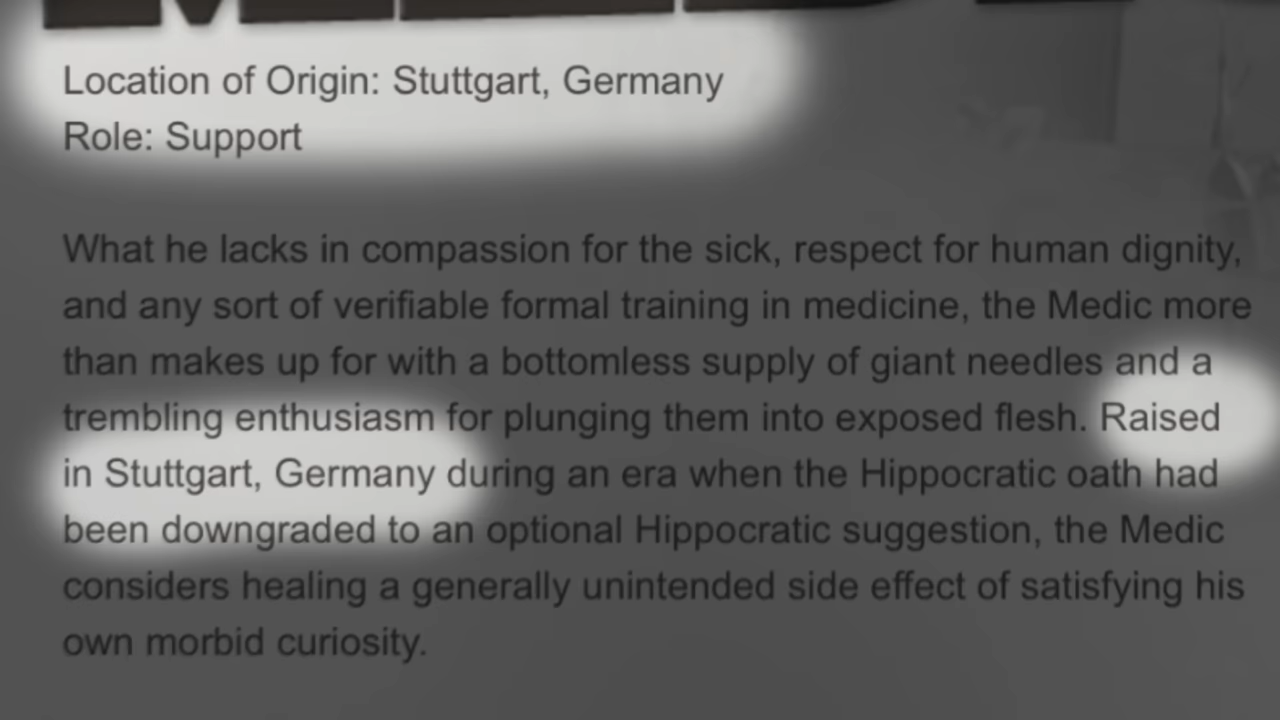 Location of Origin: Stuttgart, Germany
Role: Support
What he lacks in compassion for the sick, respect for human dignity,
and any sort of verifiable formal training in medicine, the Medic more
than makes up for with a bottomless supply of giant needles and a
trembling enthusiasm for plunging them into exposed flesh. Raised
in Stuttgart, Germany during an era when the Hippocratic oath had
been downgraded to an optional Hippocratic suggestion, the Medic
considers healing a generally unintended side effect of satisfying his
own morbid curiosity.